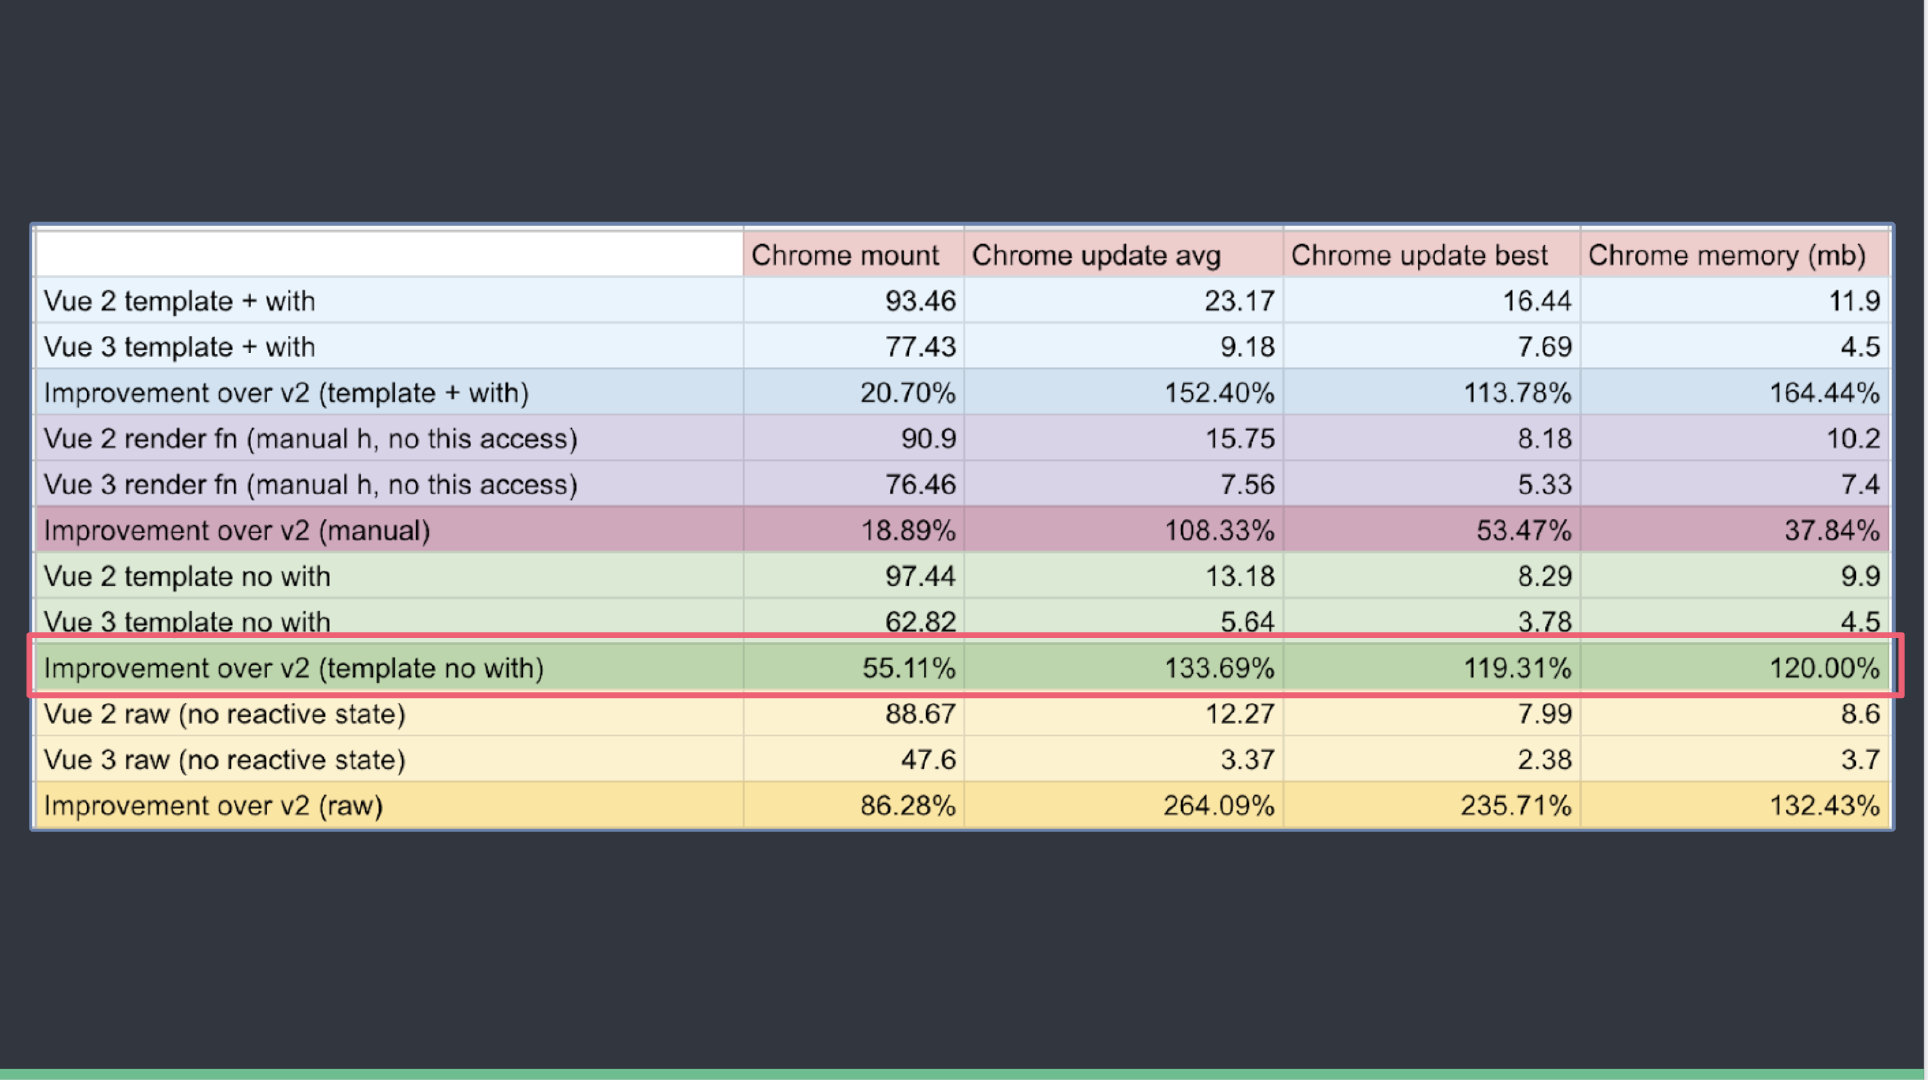 Chrome mount Chrome update avg Chrome update best Chrome memory (mb)
Vue 2 template + with 93.46 23.17 16.44 11.9
Vue 3 template + with 77.43 9.18 7.69 4.5
Improvement over v2 (template + with) 20.70% 152.40% 113.78% 164.44%
Vue 2 render fn (manual h, no this access) 90.9 15.75 8.18 10.2
Vue 3 render fn (manual h, no this access) 76.46 7.56 5.33 7.4
Improvement over v2 (manual) 18.89% 108.33% 53.47% 37.84%
Vue 2 template no with 97.44 13.18 8.29 9.9
Vue 3 template no with 62.82 5.64 3.78 4.5
Improvement over v2 (template no with) 55.11% 133.69% 119.31% 120.00%
Vue 2 raw (no reactive state) 88.67 12.27 7.99 8.6
Vue 3 raw (no reactive state) 47.6 3.37 2.38 3.7
Improvement over v2 (raw) 86.28% 264.09% 235.71% 132.43%